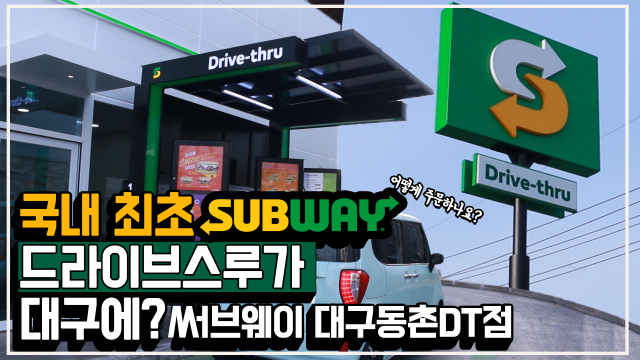 Drive-thru
Drive-thru
어떻게 주문하나요?
국내 최초 SUBWAY
드라이브스루가
대구에? 써브웨이 대구동촌DT점